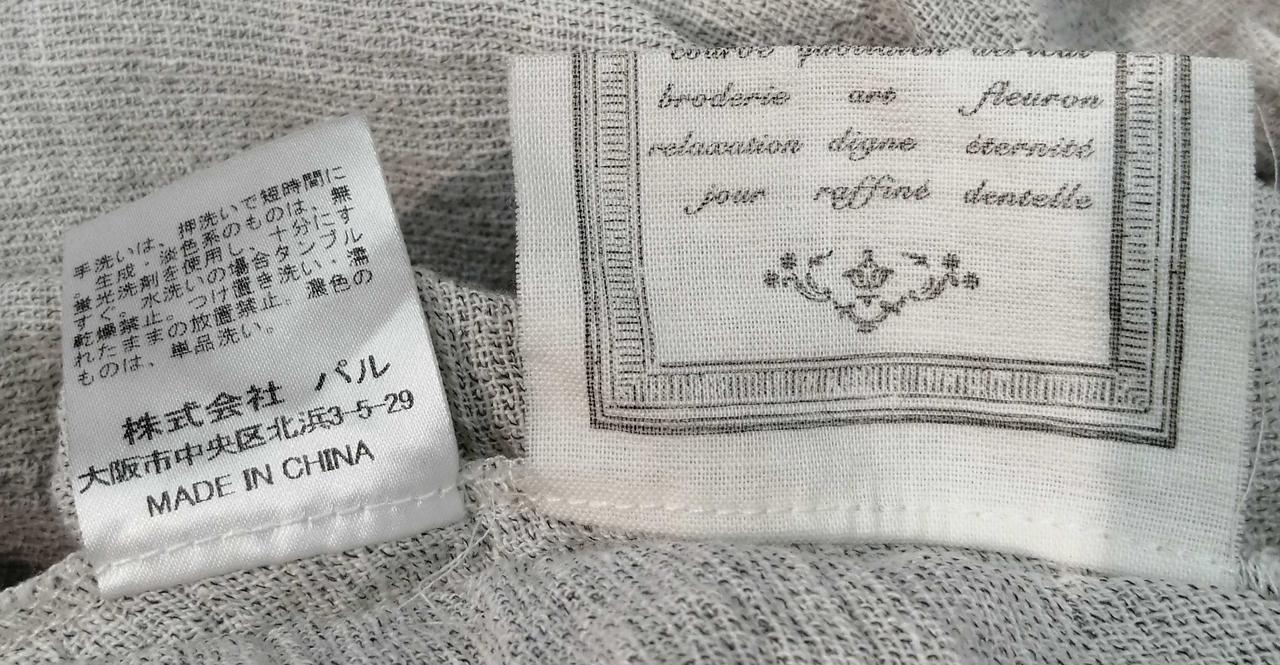 手洗いは、押洗いで短時間に
。生成・淡色系のものは、無
蛍光洗剤を使用し、十分にす
すぐ。水洗いの場合タンブル
乾燥禁止。つけ置き洗い・濡
れたままの放置禁止。濃色の
ものは、単品洗い。
株式会社 パル
大阪市中央区北浜3-5-29
MADE IN CHINA
broderie art fleuron
relaxation digne éternité
jour raffiné dentelle